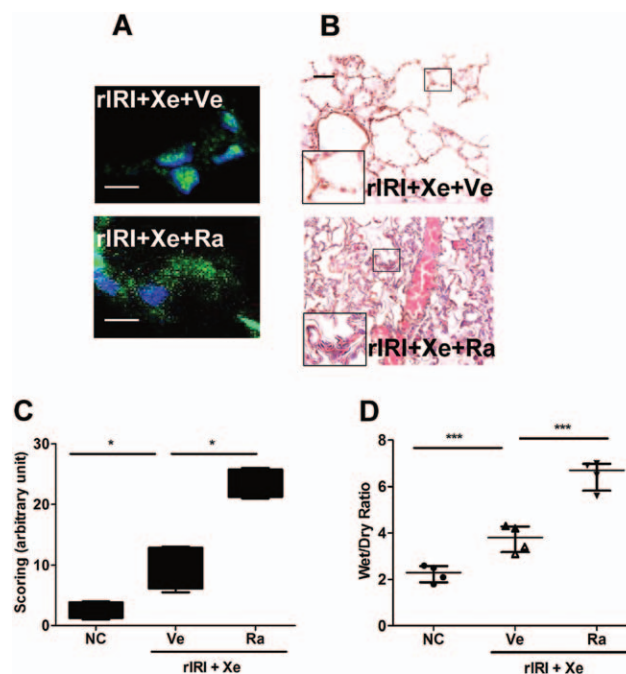 A
B
rIRI+Xe+Ve
rIRI+Xe+Ve
rIRI+Xe+Ra
rIRI+Xe+Ra
C
Scoring (arbitrary unit)
30
20
10
0
*
*
NC
Ve
Ra
rIRI + Xe
D
Wet/Dry Ratio
8
6
4
2
0
***
***
NC
Ve
Ra
rIRI + Xe